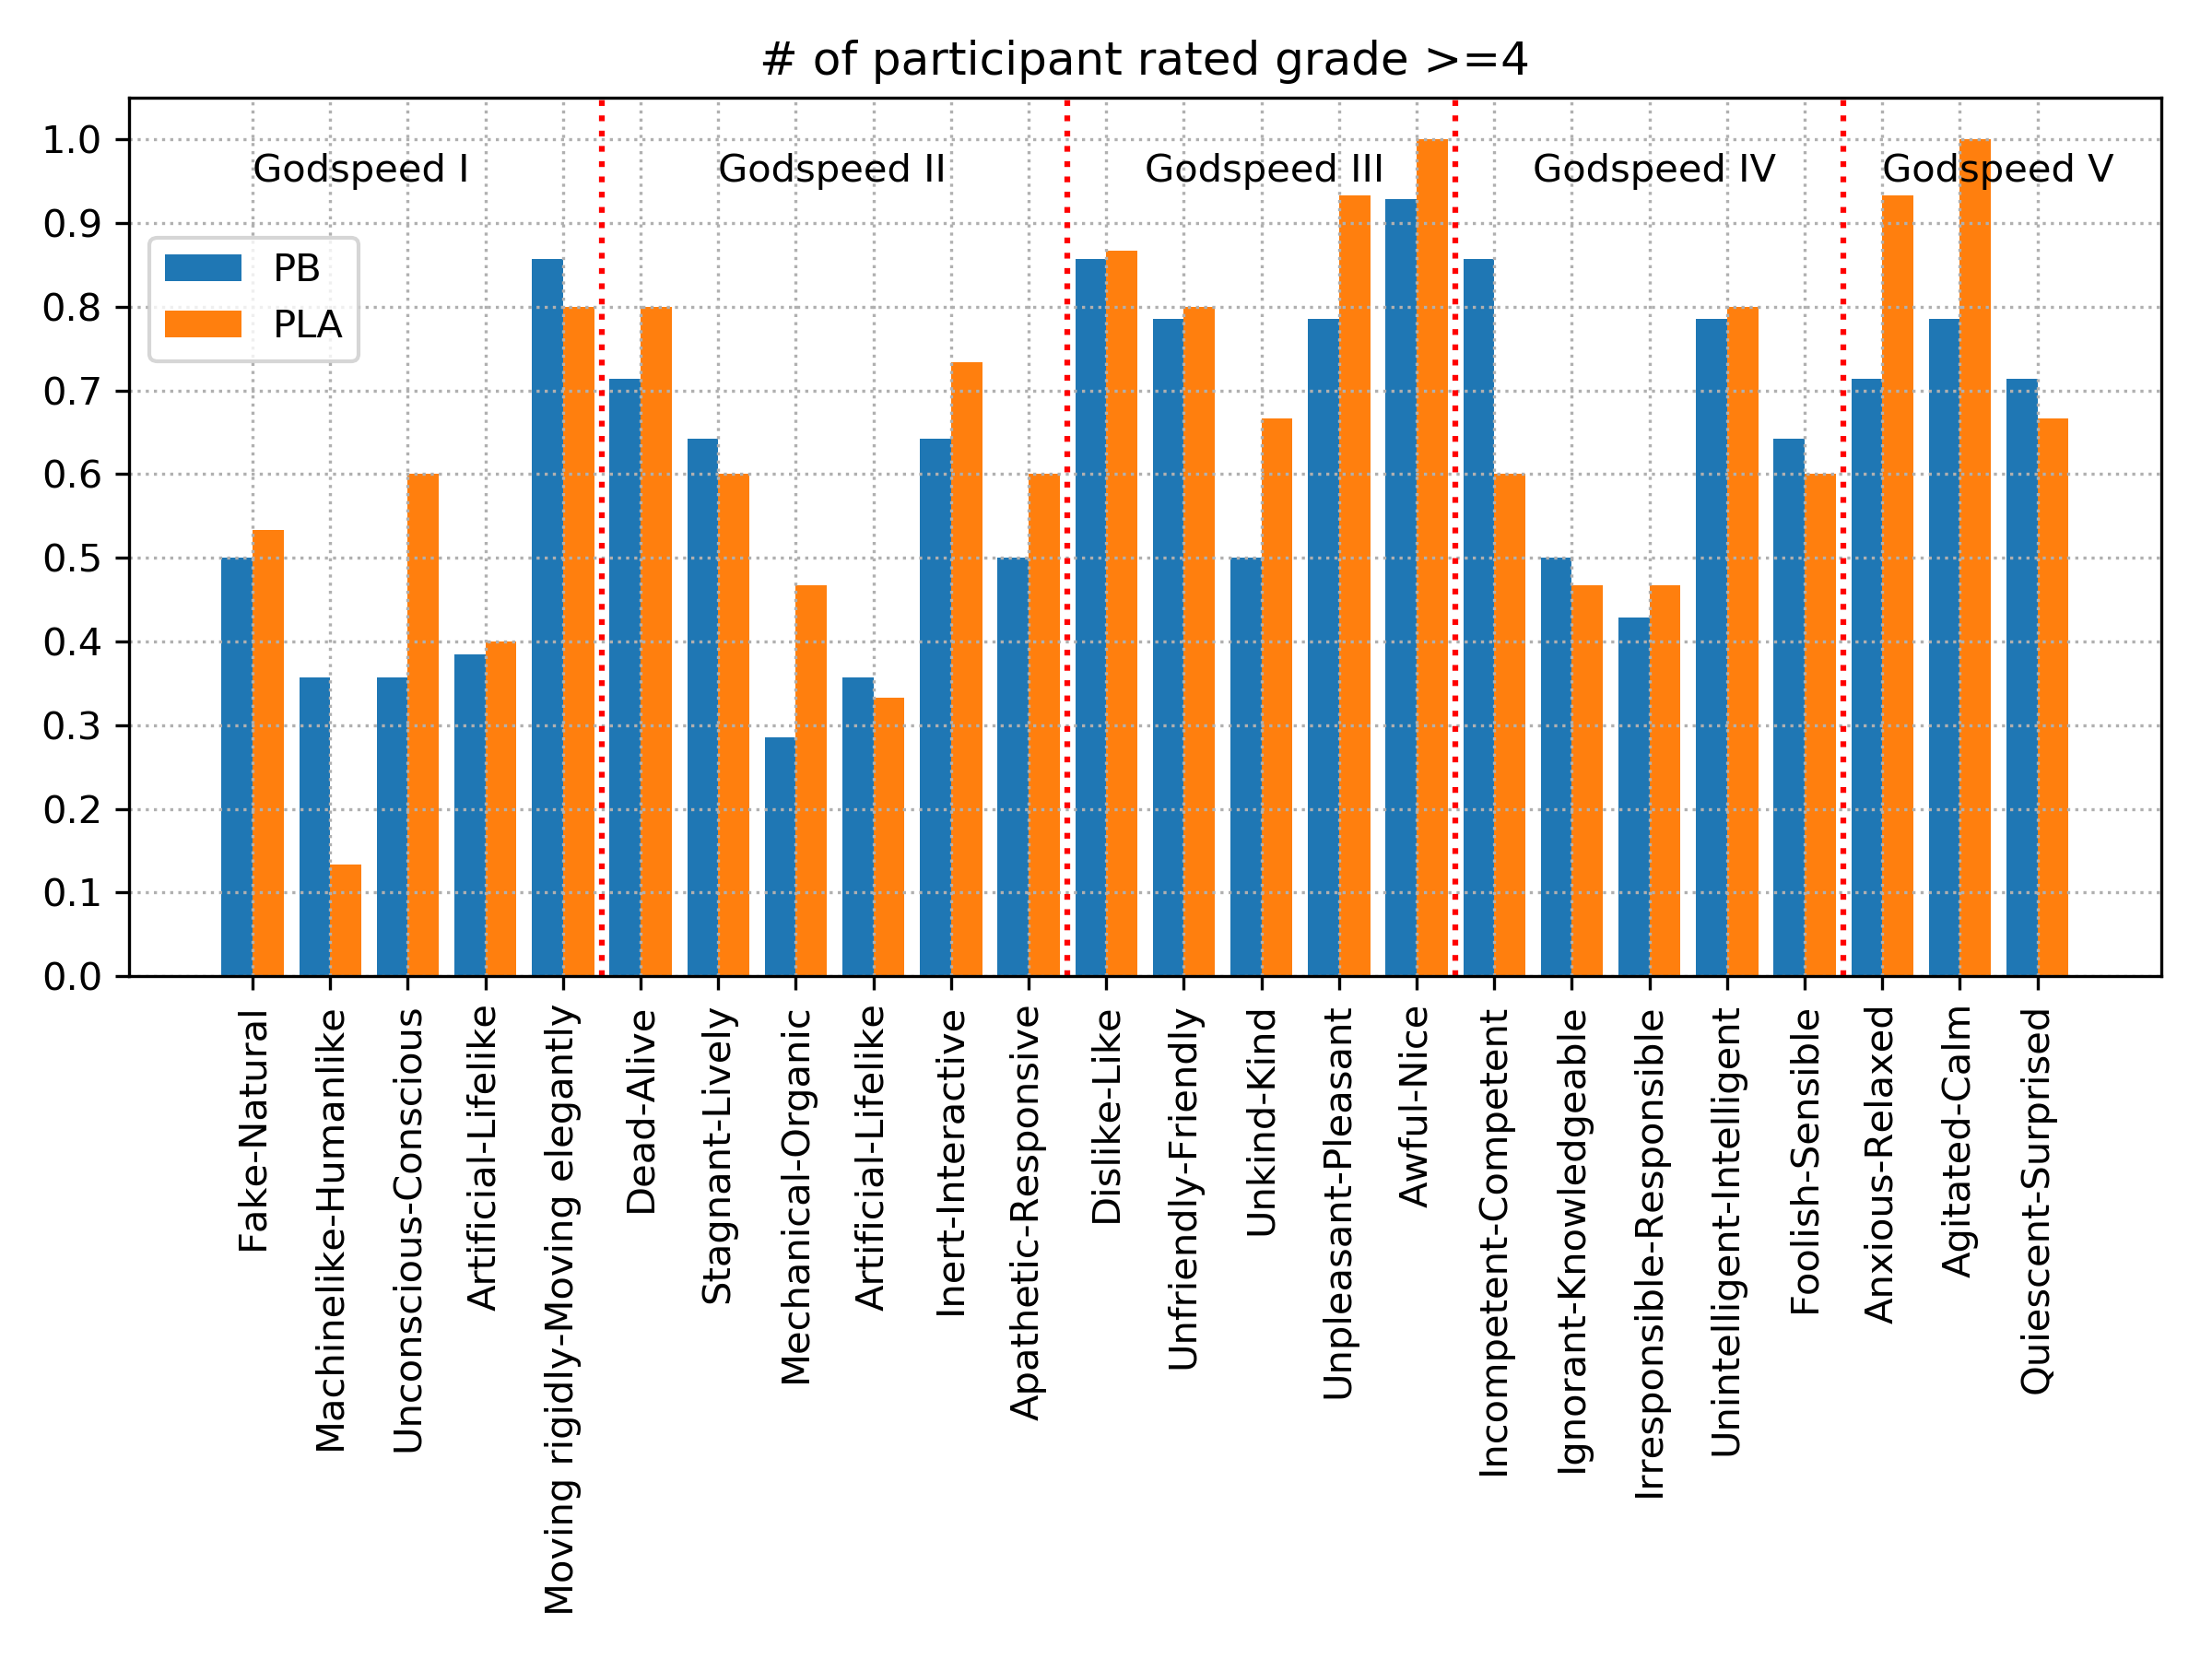 # of participant rated grade >=4
1.0
0.9
0.8
0.7
0.6
0.5
0.4
0.3
0.2
0.1
0.0
Godspeed I
Godspeed II
Godspeed III
Godspeed IV
Godspeed V
PB
PLA
Fake-Natural
Machinelike-Humanlike
Unconscious-Conscious
Artificial-Lifelike
Moving rigidly-Moving elegantly
Dead-Alive
Stagnant-Lively
Mechanical-Organic
Artificial-Lifelike
Inert-Interactive
Apathetic-Responsive
Dislike-Like
Unfriendly-Friendly
Unkind-Kind
Unpleasant-Pleasant
Awful-Nice
Incompetent-Competent
Ignorant-Knowledgeable
Irresponsible-Responsible
Unintelligent-Intelligent
Foolish-Sensible
Anxious-Relaxed
Agitated-Calm
Quiescent-Surprised